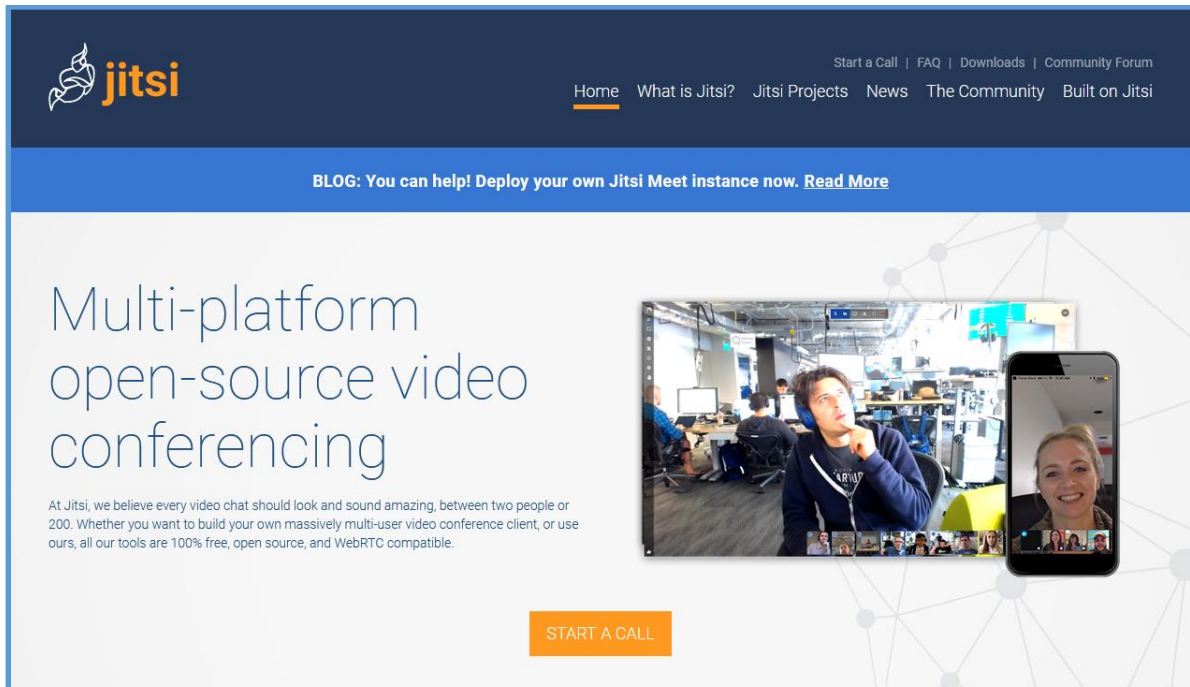 jitsi
Start a Call | FAQ | Downloads | Community Forum
Home What is Jitsi? Jitsi Projects News The Community Built on Jitsi
BLOG: You can help! Deploy your own Jitsi Meet instance now. Read More
Multi-platform
open-source video
conferencing
At Jitsi, we believe every video chat should look and sound amazing, between two people or
200. Whether you want to build your own massively multi-user video conference client, or use
ours, all our tools are 100% free, open source, and WebRTC compatible.
START A CALL